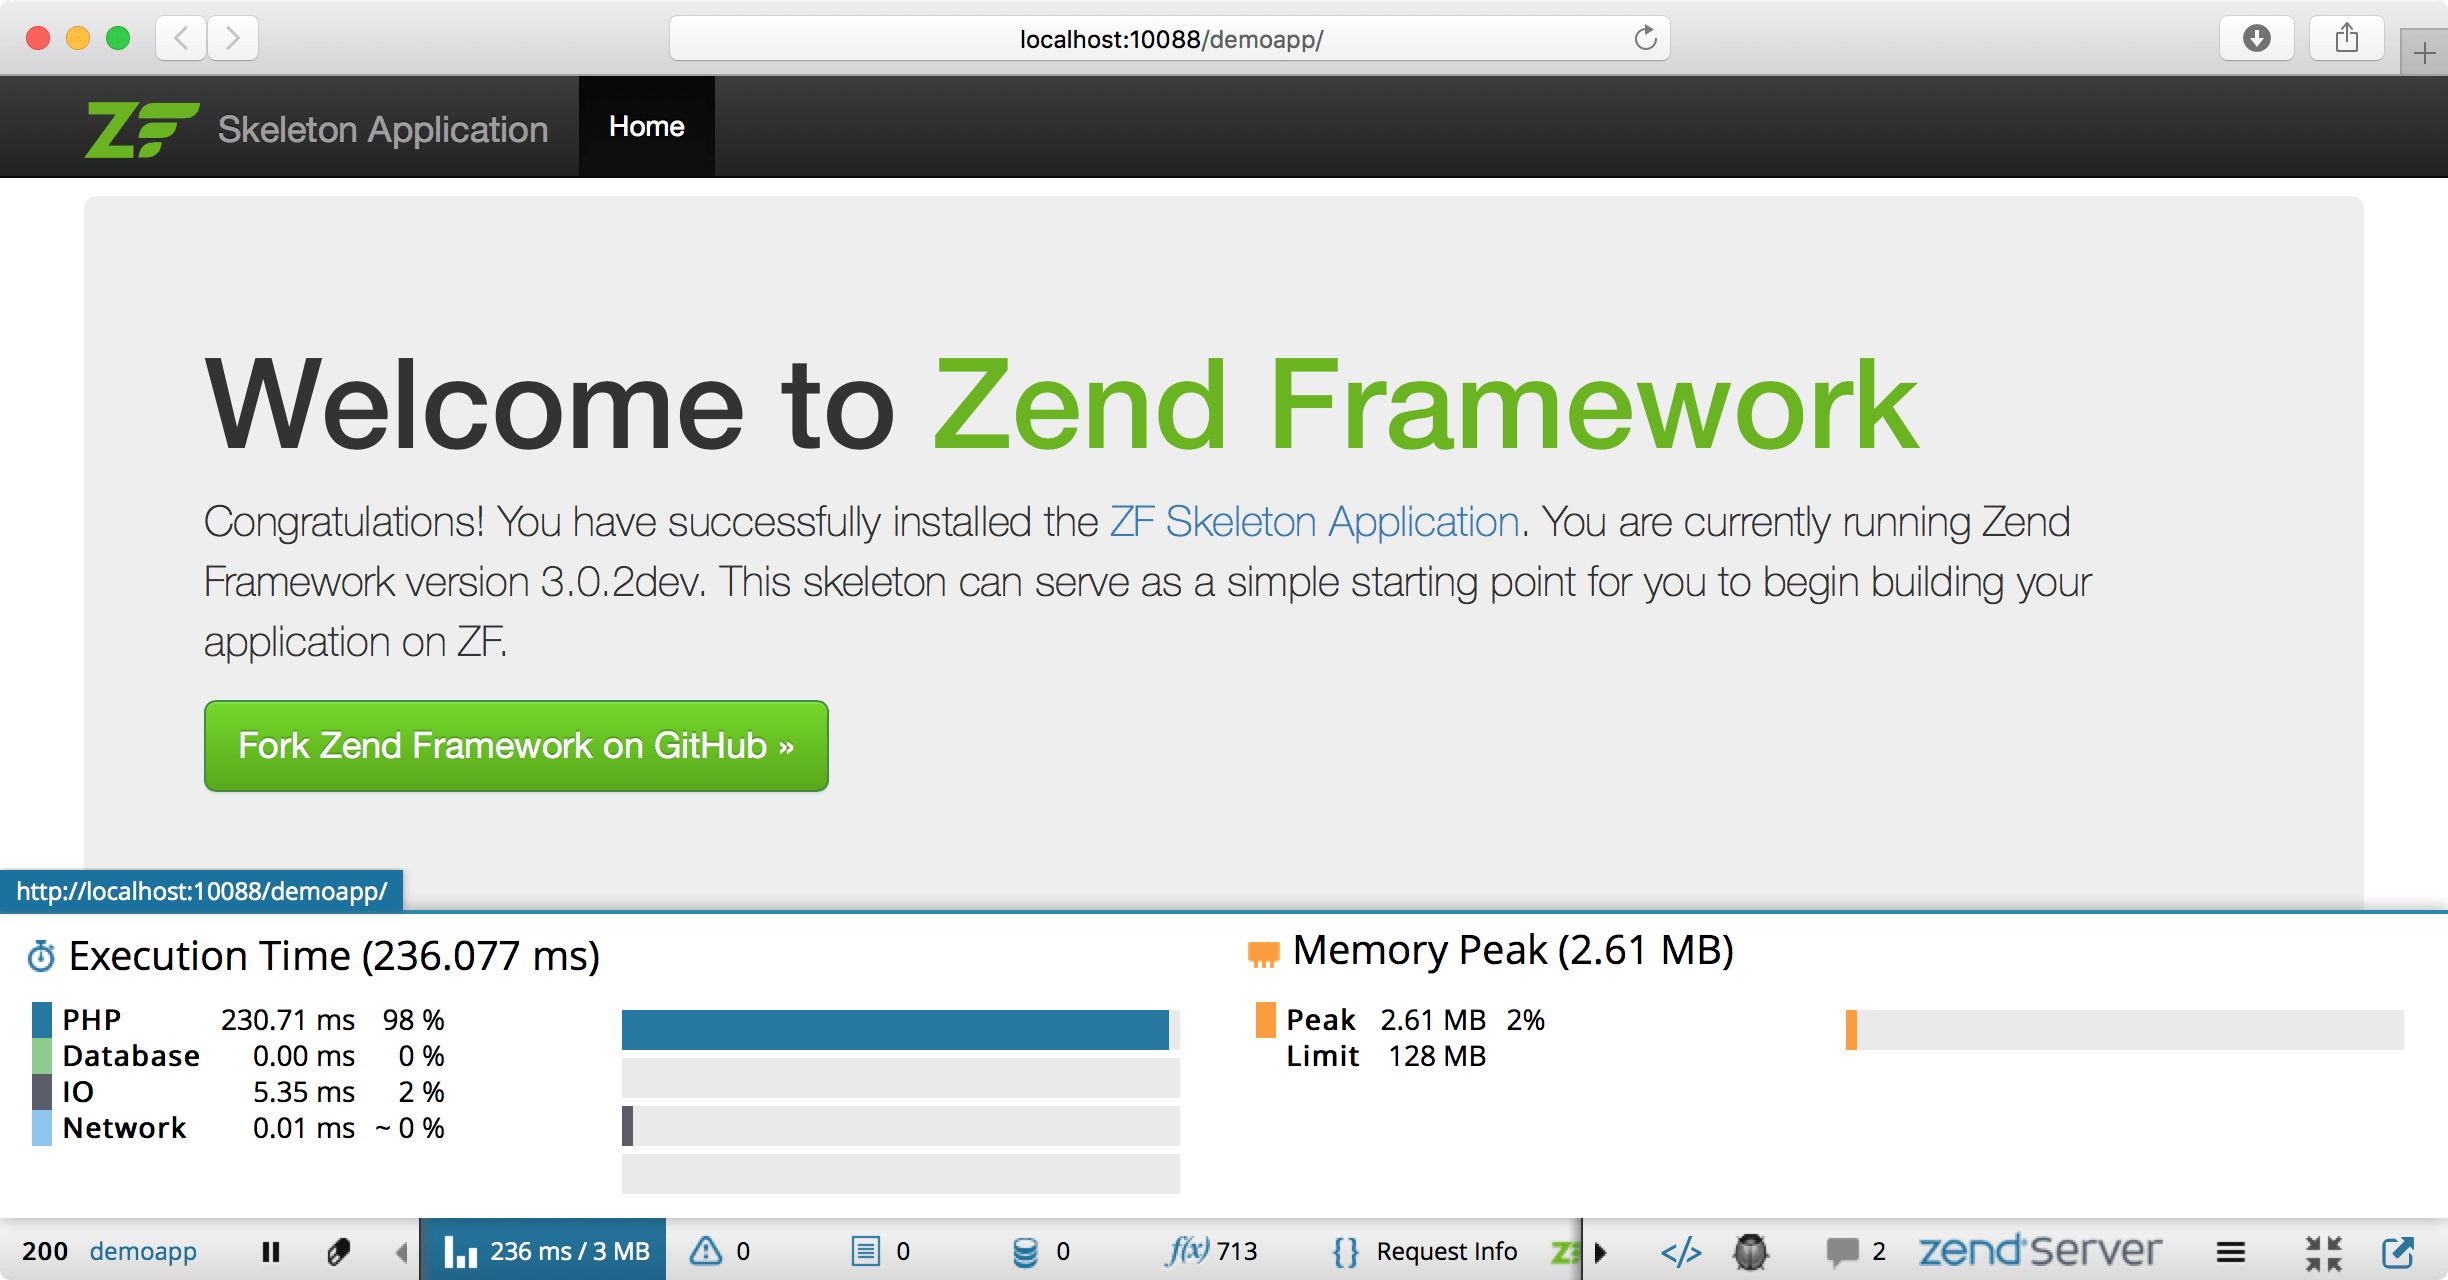 localhost:10088/demoapp/
ZF Skeleton Application Home
Welcome to Zend Framework
Congratulations! You have successfully installed the ZF Skeleton Application. You are currently running Zend
Framework version 3.0.2dev. This skeleton can serve as a simple starting point for you to begin building your
application on ZF.
Fork Zend Framework on GitHub »
http://localhost:10088/demoapp/
Execution Time (236.077 ms)
PHP 230.71 ms 98 %
Database 0.00 ms 0 %
IO 5.35 ms 2 %
Network 0.01 ms ~ 0 %
Memory Peak (2.61 MB)
Peak 2.61 MB 2%
Limit 128 MB
200 demoapp 236 ms / 3 MB 0 0 0 f(x) 713 {} Request Info </> 2 zend Server